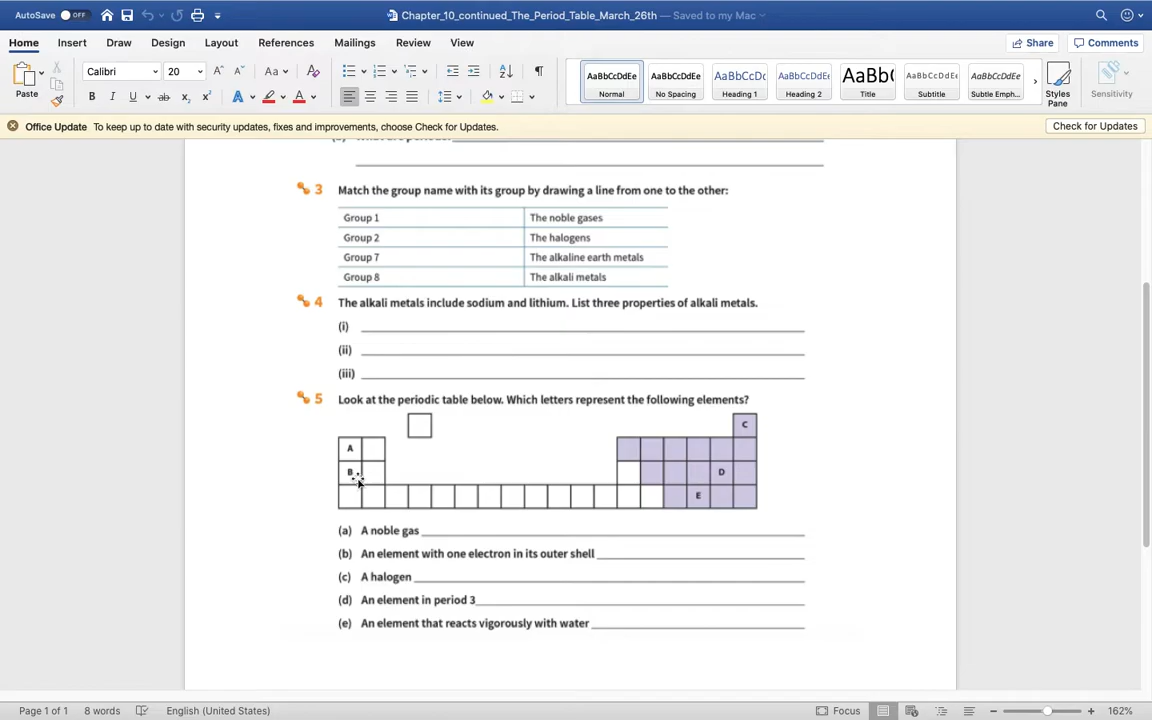 AutoSave OFF
Chapter_10_continued_The_Period_Table_March_26th — Saved to my Mac
Home Insert Draw Design Layout References Mailings Review View Share Comments
Paste Calibri 20 A A Aa A
B I U ab x₂ x² A A
AaBbCcDdEe AaBbCcDdEe AaBbCcDc AaBbCcDdEe AaBb( AaBbCcDdEe AaBbCcDdEe
Normal No Spacing Heading 1 Heading 2 Title Subtitle Subtle Emph...
Styles Pane
Sensitivity
Office Update To keep up to date with security updates, fixes and improvements, choose Check for Updates. Check for Updates
3 Match the group name with its group by drawing a line from one to the other:
Group 1 The noble gases
Group 2 The halogens
Group 7 The alkaline earth metals
Group 8 The alkali metals
4 The alkali metals include sodium and lithium. List three properties of alkali metals.
(i)
(ii)
(iii)
5 Look at the periodic table below. Which letters represent the following elements?
C
A
B D
E
(a) A noble gas
(b) An element with one electron in its outer shell
(c) A halogen
(d) An element in period 3
(e) An element that reacts vigorously with water
Page 1 of 1 8 words English (United States) Focus 162%